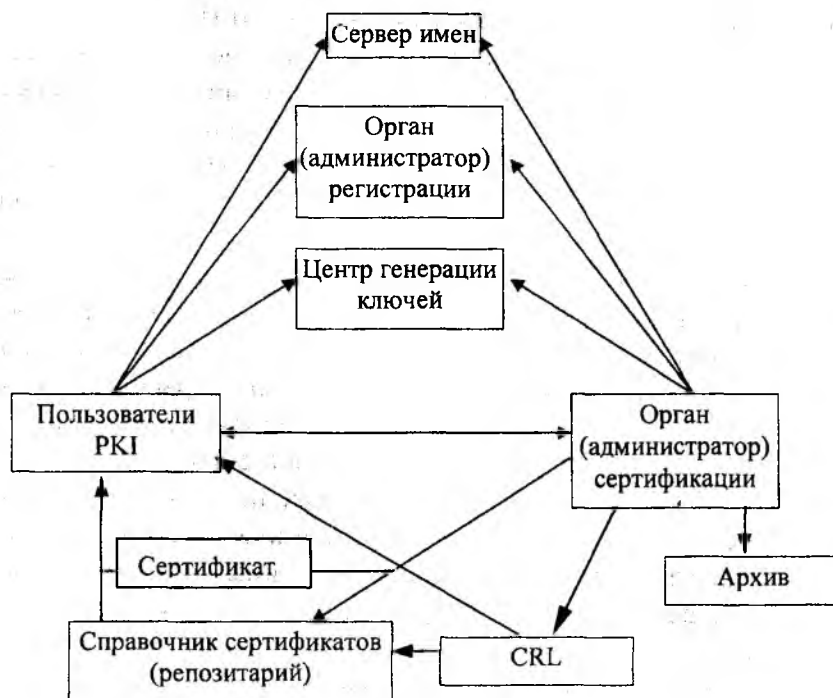 Сервер имен
Орган
(администратор)
регистрации
Центр генерации
ключей
Пользователи
PKI
Орган
(администратор)
сертификации
Сертификат
Архив
Справочник сертификатов
(репозитарий)
CRL